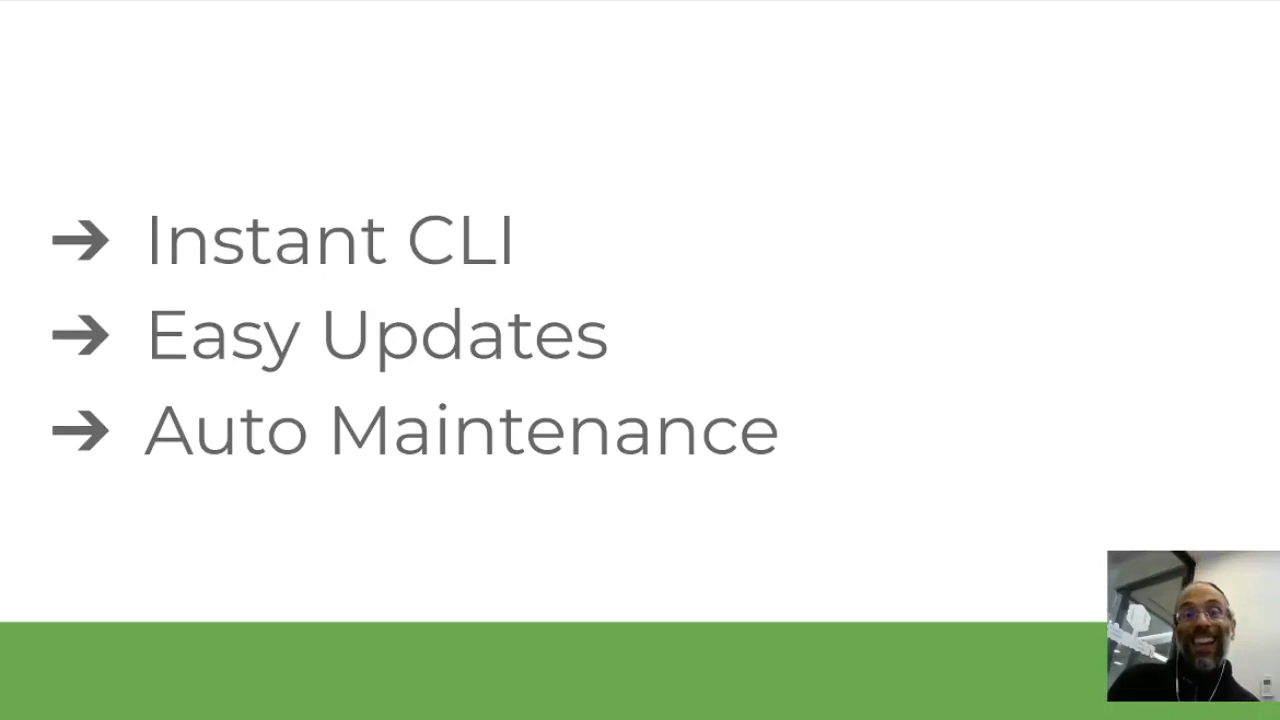 ➔ Instant CLI
➔ Easy Updates
➔ Auto Maintenance